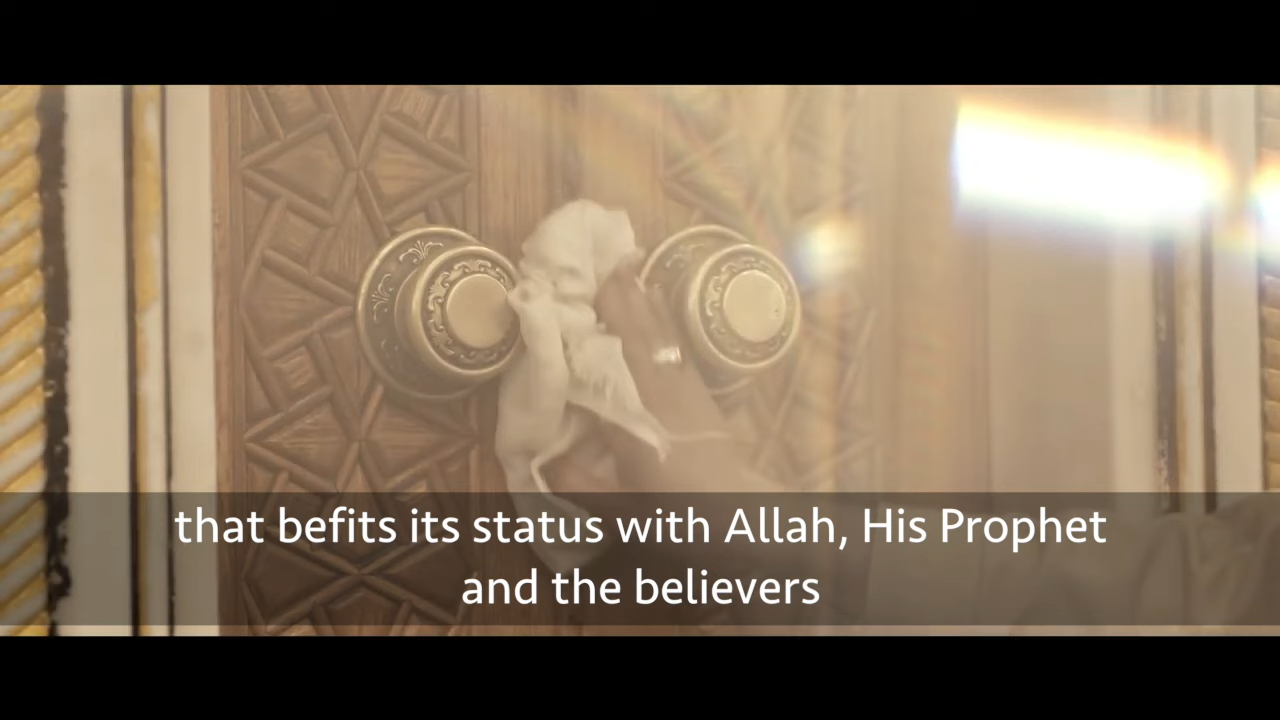 that befits its status with Allah, His Prophet
and the believers